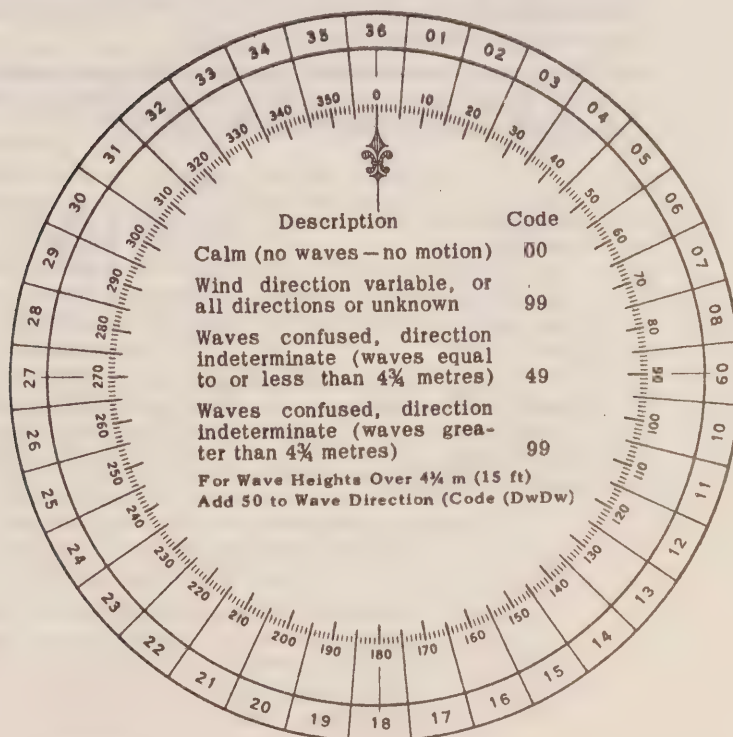 36 01 02 03 04 05 06 07 08 09 10 11 12 13 14 15 16 17 18 19 20 21 22 23 24 25 26 27 28 29 30 31 32 33 34 35
0 10 20 30 40 50 60 70 80 90 100 110 120 130 140 150 160 170 180 190 200 210 220 230 240 250 260 270 280 290 300 310 320 330 340 350
Description Code
Calm (no waves — no motion) 00
Wind direction variable, or
all directions or unknown 99
Waves confused, direction
indeterminate (waves equal
to or less than 4¾ metres) 49
Waves confused, direction
indeterminate (waves grea-
ter than 4¾ metres) 99
For Wave Heights Over 4¾ m (15 ft)
Add 50 to Wave Direction (Code (DwDw)